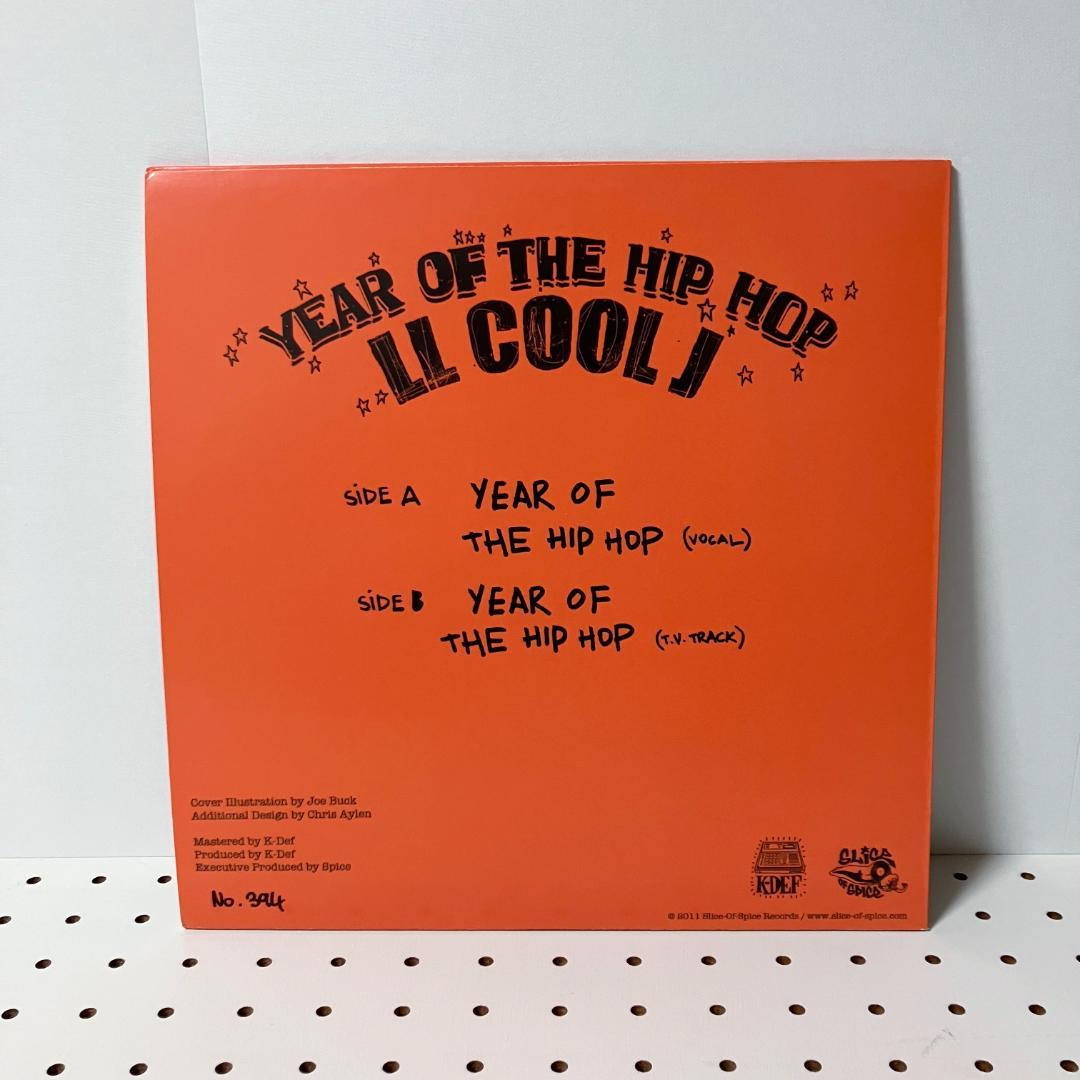 YEAR OF THE HIP HOP
LL COOL J
SiDE A YEAR OF
THE HIP HOP (VOCAL)
SiDE B YEAR OF
THE HIP HOP (T.V. TRACK)
Cover Illustration by Joe Buck
Additional Design by Chris Aylen
Mastered by K-Def
Produced by K-Def
Executive Produced by Spice
No. 394
K-DEF
SLiCE
OF SPiCE
© 2011 Slice-Of-Spice Records / www.slice-of-spice.com